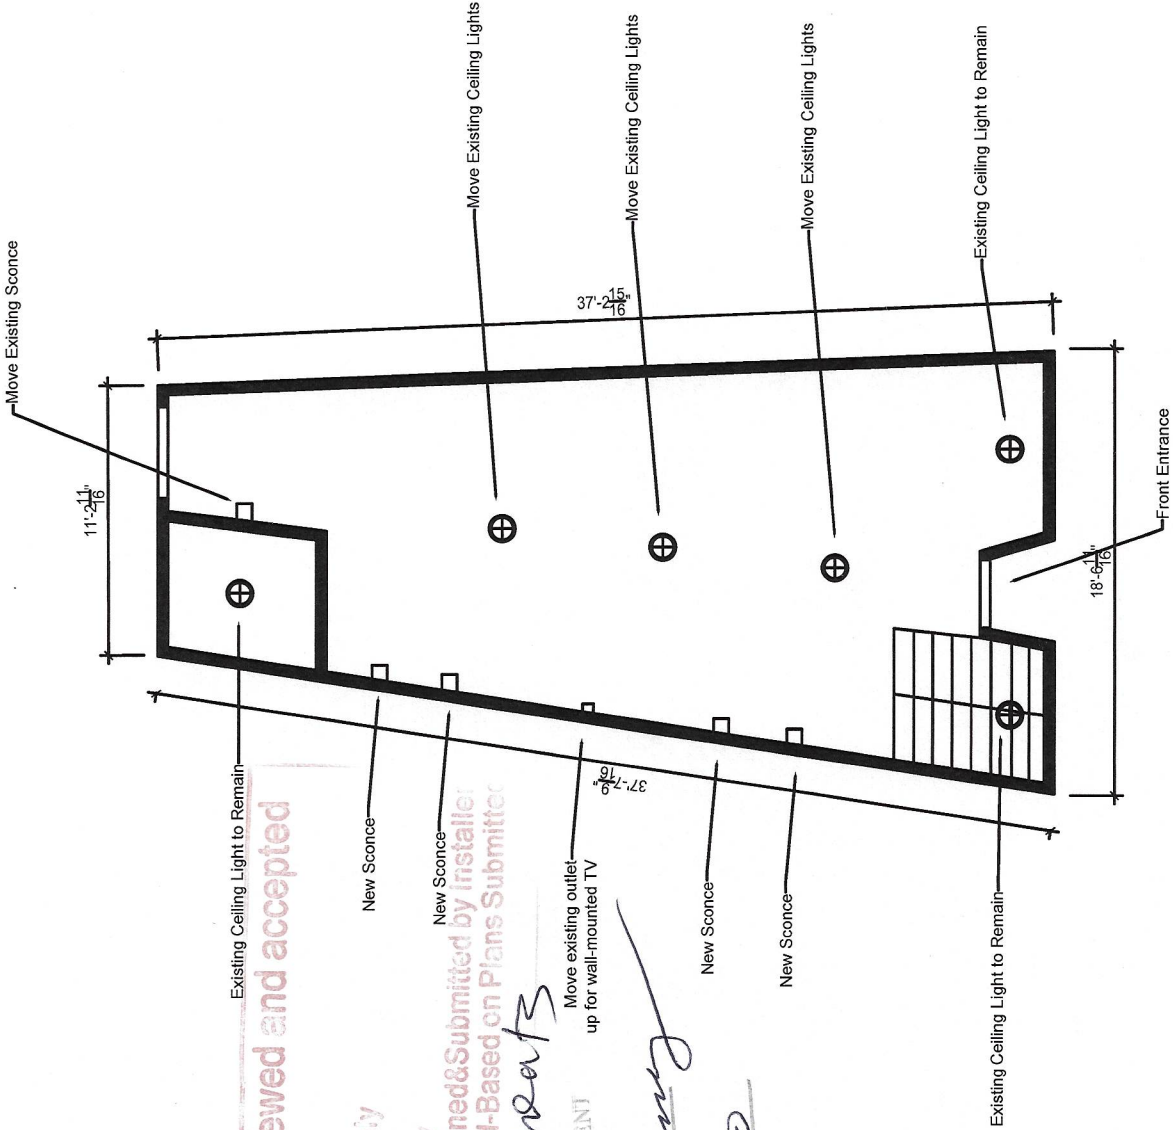 Move Existing Sconce
Move Existing Ceiling Lights
Move Existing Ceiling Lights
Move Existing Ceiling Lights
Existing Ceiling Light to Remain
37'-2 15/16"
11'-2 11/16"
18'-6 11/16"
37'-7 9/16"
Front Entrance
Existing Ceiling Light to Remain
New Sconce
New Sconce
Move existing outlet
up for wall-mounted TV
New Sconce
New Sconce
Existing Ceiling Light to Remain
ewed and accepted
ned&Submitted by Installer
l-Based on Plans Submitted